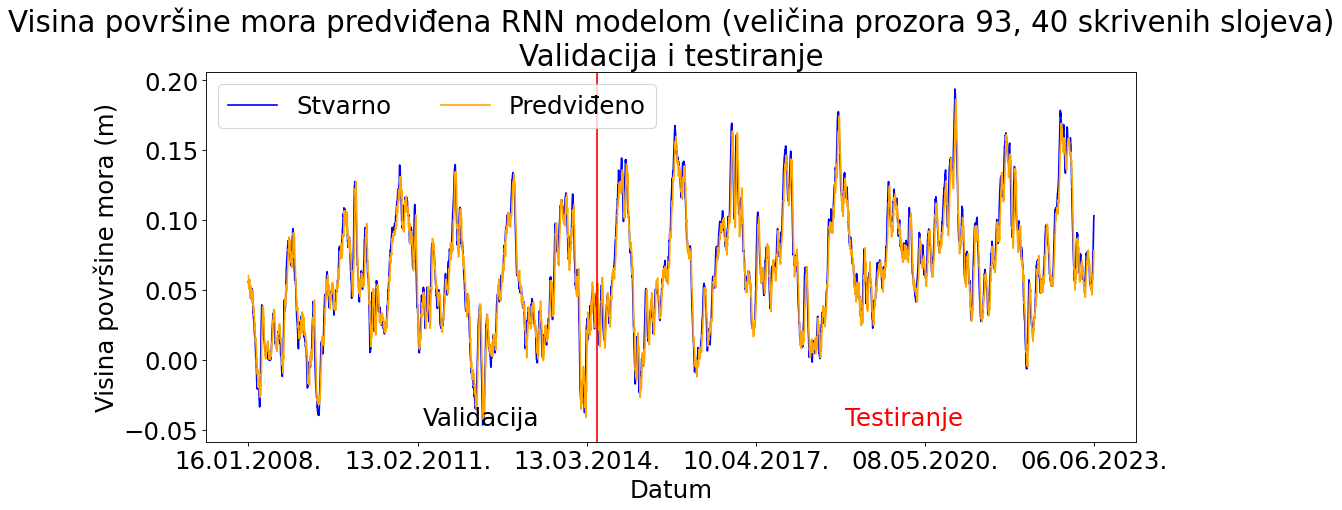 Visina površine mora predviđena RNN modelom (veličina prozora 93, 40 skrivenih slojeva)
Validacija i testiranje
Stvarno
Predviđeno
Visina površine mora (m)
0.20
0.15
0.10
0.05
0.00
−0.05
Validacija
Testiranje
16.01.2008.
13.02.2011.
13.03.2014.
10.04.2017.
08.05.2020.
06.06.2023.
Datum